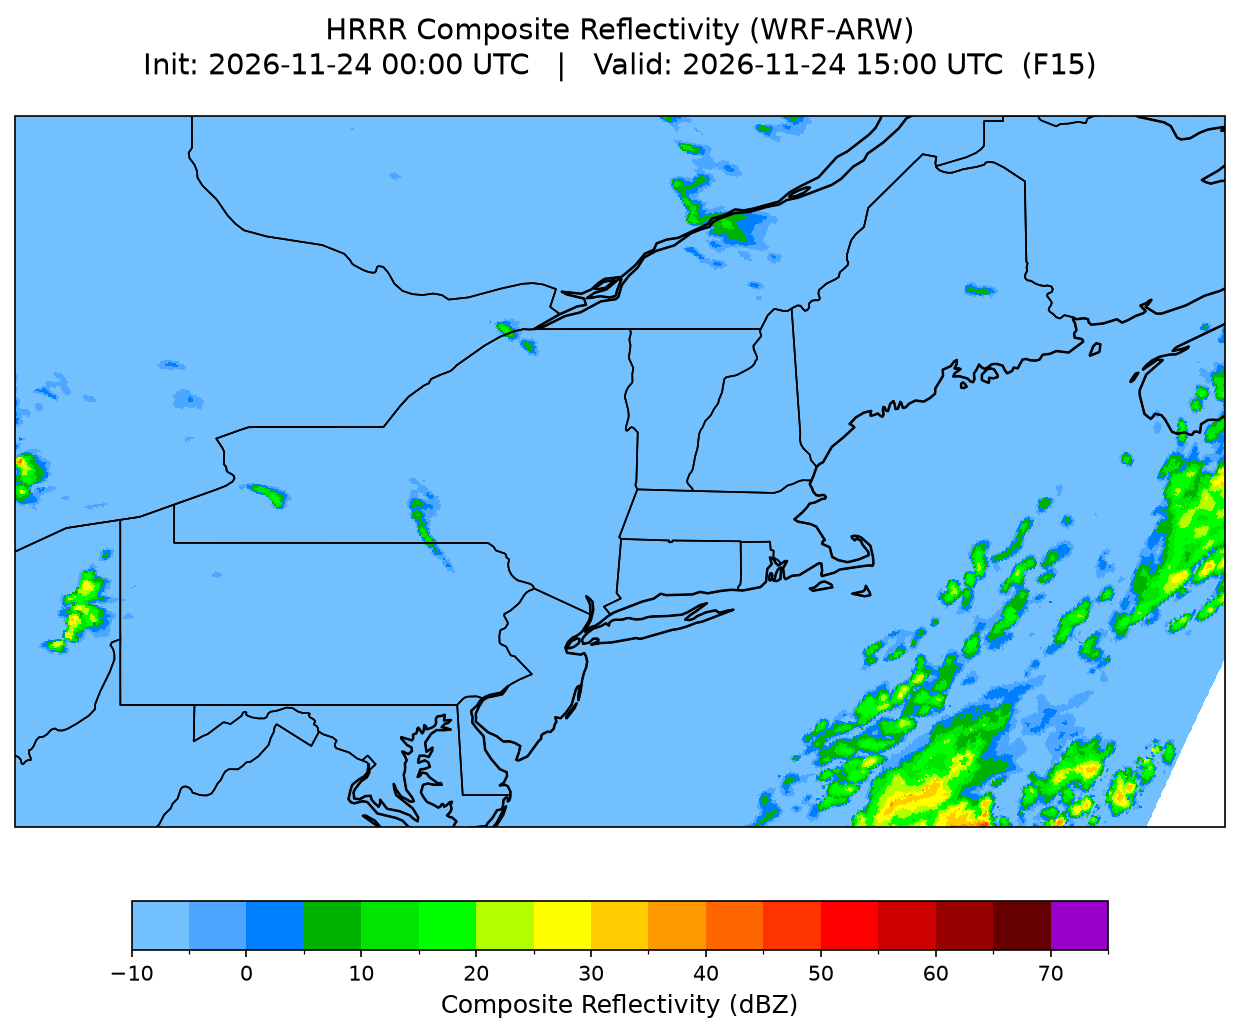 HRRR Composite Reflectivity (WRF-ARW)
Init: 2026-11-24 00:00 UTC   |   Valid: 2026-11-24 15:00 UTC  (F15)
−10 0 10 20 30 40 50 60 70
Composite Reflectivity (dBZ)